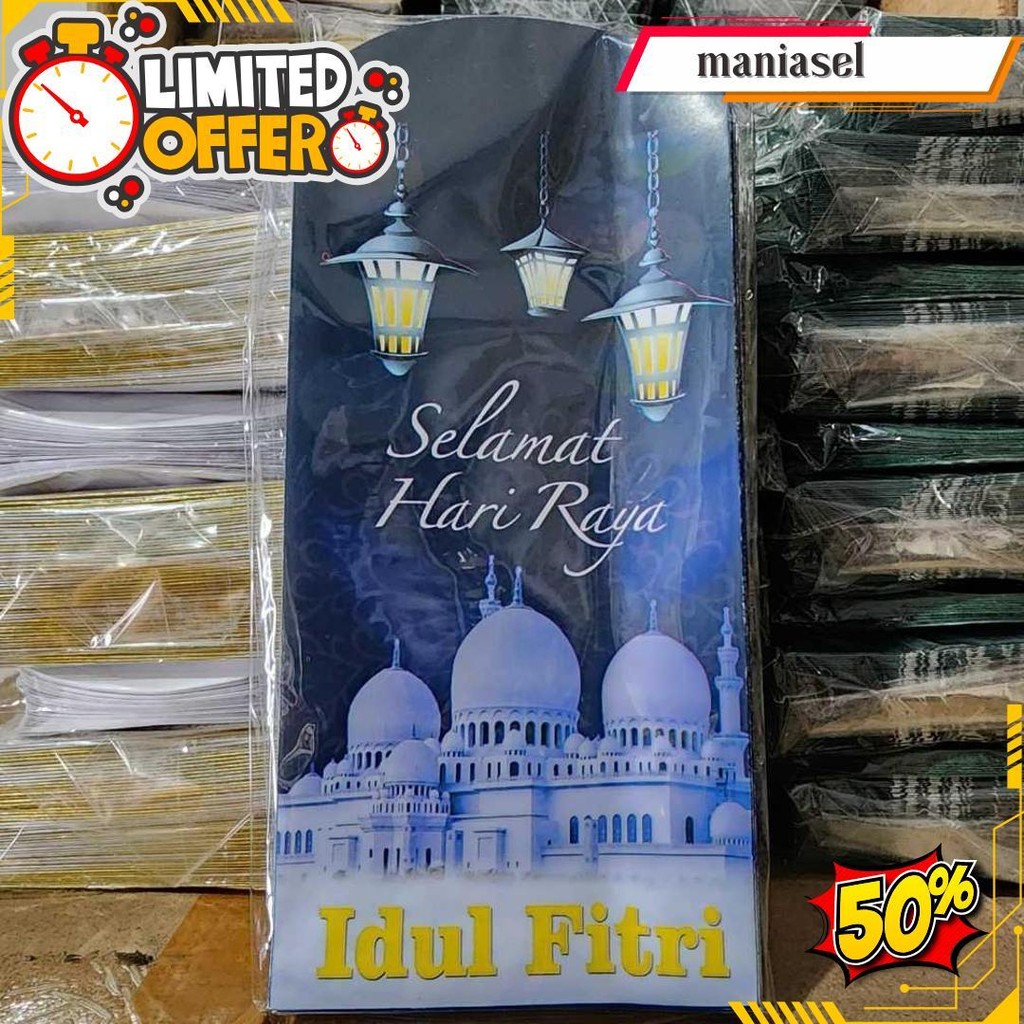 LIMITED
OFFER
maniasel
Selamat
Hari Raya
Idul Fitri
50%